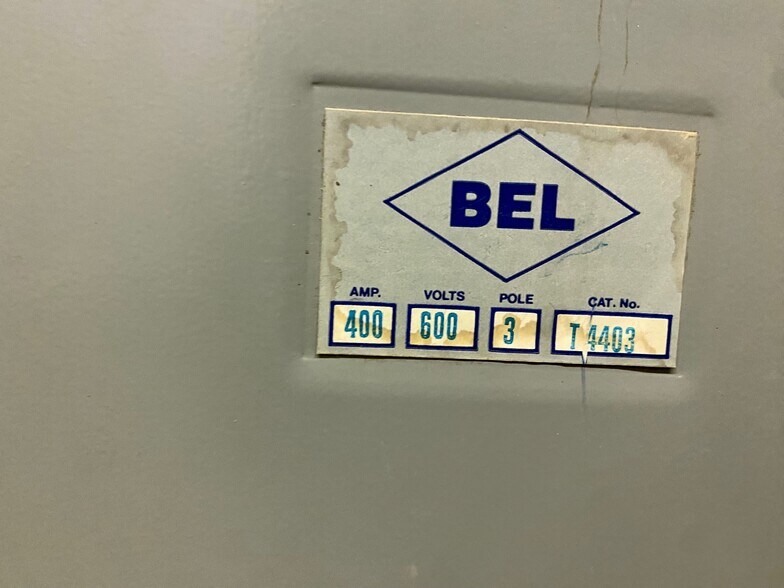 BEL
AMP. VOLTS POLE CAT. No.
400 600 3 T 4403